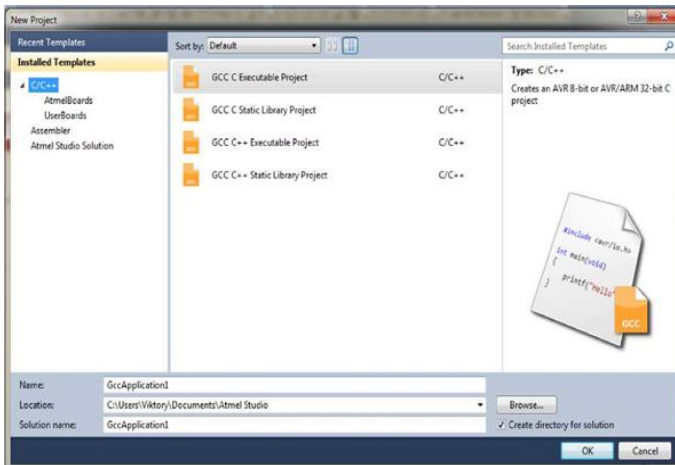 New Project
Recent Templates
Installed Templates
C/C++
AtmelBoards
UserBoards
Assembler
Atmel Studio Solution
Sort by: Default
GCC C Executable Project C/C++
GCC C Static Library Project C/C++
GCC C++ Executable Project C/C++
GCC C++ Static Library Project C/C++
Search Installed Templates
Type: C/C++
Creates an AVR 8-bit or AVR/ARM 32-bit C
project
#include <avr/io.h>
int main(void)
{
printf("Hello"
}
GCC
Name: GccApplication1
Location: C:\Users\Viktory\Documents\Atmel Studio Browse...
Solution name: GccApplication1 Create directory for solution
OK Cancel